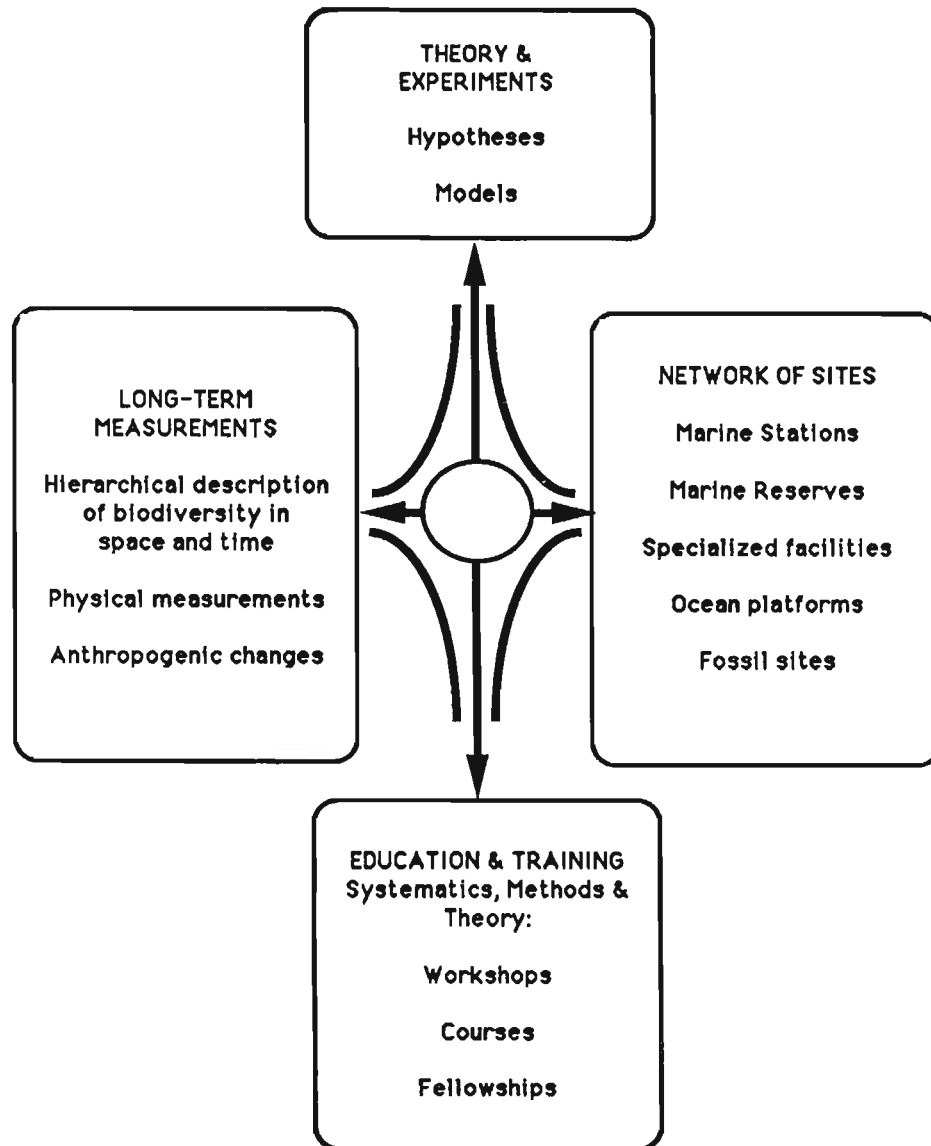 THEORY &
EXPERIMENTS
Hypotheses
Models
LONG-TERM
MEASUREMENTS
Hierarchical description
of biodiversity in
space and time
Physical measurements
Anthropogenic changes
NETWORK OF SITES
Marine Stations
Marine Reserves
Specialized facilities
Ocean platforms
Fossil sites
EDUCATION & TRAINING
Systematics, Methods &
Theory:
Workshops
Courses
Fellowships